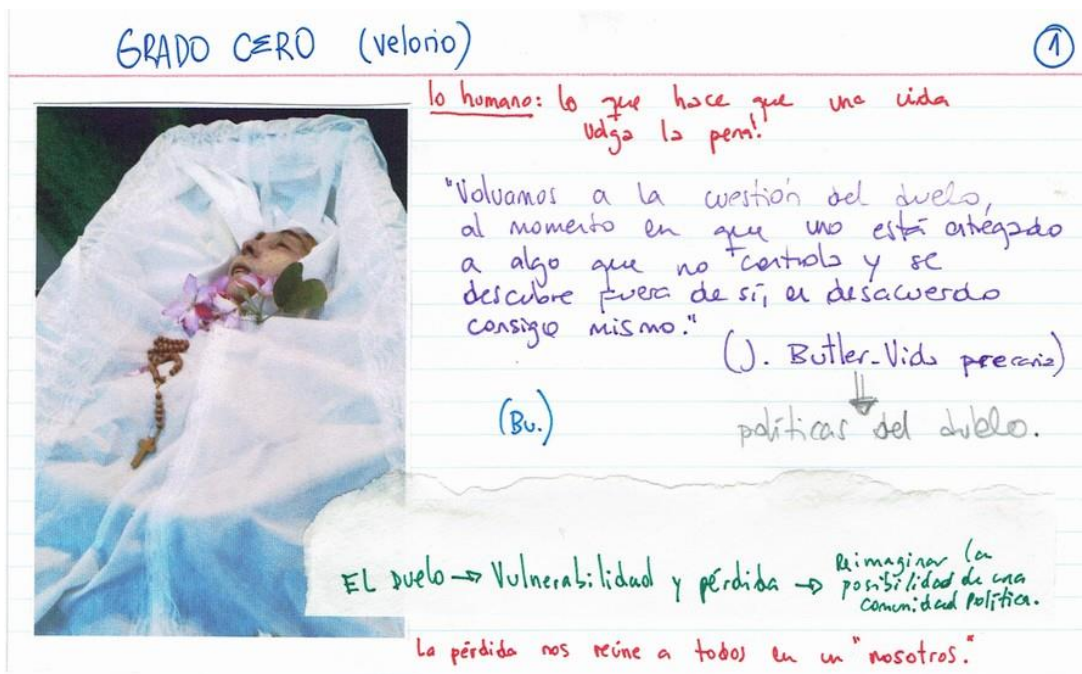 GRADO CERO (velorio)
1
lo humano: lo que hace que una vida
valga la pena!
"Volvamos a la cuestión del duelo,
al momento en que uno está entregado
a algo que no controla y se
descubre fuera de sí, en desacuerdo
consigo mismo."
(J. Butler-Vida precaria)
(Bu.)
políticas del duelo.
EL Duelo → Vulnerabilidad y pérdida → Reimaginar la
posibilidad de una
comunidad política.
La pérdida nos reúne a todos en un "nosotros."